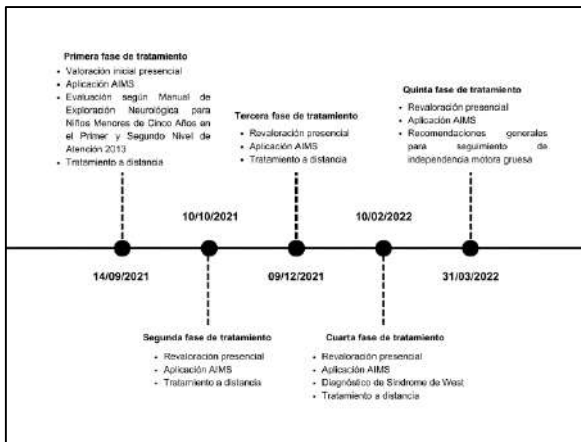 Primera fase de tratamiento
• Valoración inicial presencial
• Aplicación AIMS
• Evaluación según Manual de
Exploración Neurológica para
Niños Menores de Cinco Años en
el Primer y Segundo Nivel de
Atención 2013
• Tratamiento a distancia
Tercera fase de tratamiento
• Revaloración presencial
• Aplicación AIMS
• Tratamiento a distancia
Quinta fase de tratamiento
• Revaloración presencial
• Aplicación AIMS
• Recomendaciones generales
para seguimiento de
independencia motora gruesa
10/10/2021
10/02/2022
14/09/2021
09/12/2021
31/03/2022
Segunda fase de tratamiento
• Revaloración presencial
• Aplicación AIMS
• Tratamiento a distancia
Cuarta fase de tratamiento
• Revaloración presencial
• Aplicación AIMS
• Diagnóstico de Síndrome de West
• Tratamiento a distancia